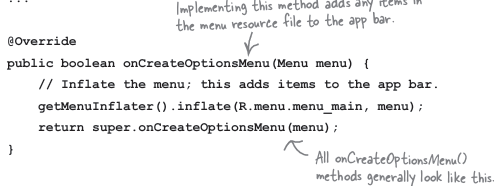 ...
Implementing this method adds any items in
the menu resource file to the app bar.
@Override
public boolean onCreateOptionsMenu(Menu menu) {
// Inflate the menu; this adds items to the app bar.
getMenuInflater().inflate(R.menu.menu_main, menu);
return super.onCreateOptionsMenu(menu);
}
All onCreateOptionsMenu()
methods generally look like this.